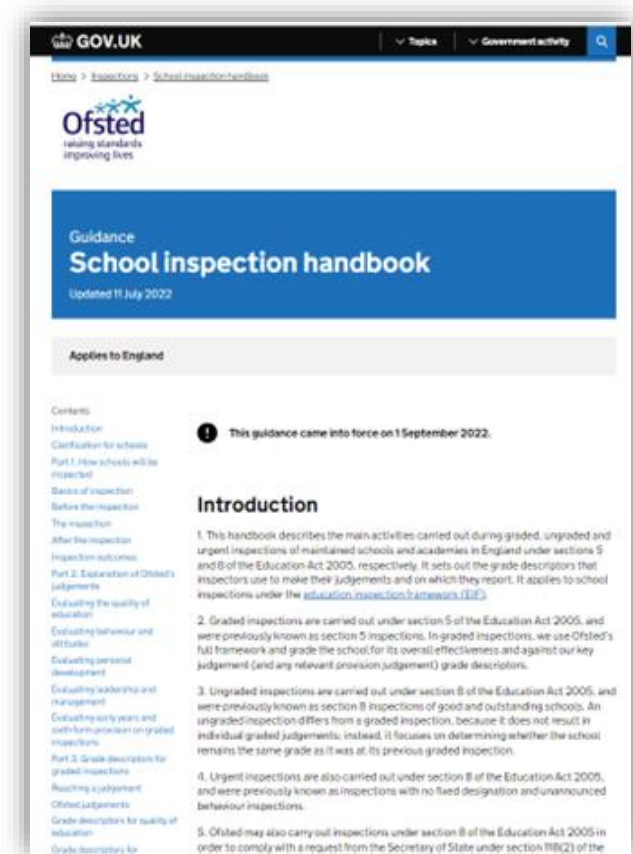 GOV.UK
Topics
Government activity
Home > Inspections > School inspection handbook
Ofsted
raising standards
improving lives
Guidance
School inspection handbook
Updated 11 July 2022
Applies to England
Contents
Introduction
Clarification for schools
Part 1. How schools will be
inspected
Basics of inspection
Before the inspection
The inspection
After the inspection
Inspection outcomes
Part 2. Explanation of Ofsted's
judgements
Evaluating the quality of
education
Evaluating behaviour and
attitudes
Evaluating personal
development
Evaluating leadership and
management
Evaluating early years and
sixth-form provision on graded
inspections
Part 3. Grade descriptors for
graded inspections
Reaching a judgement
Ofsted judgements
Grade descriptors for quality of
education
Grade descriptors for
! This guidance came into force on 1 September 2022.
Introduction
1. This handbook describes the main activities carried out during graded, ungraded and
urgent inspections of maintained schools and academies in England under sections 5
and 8 of the Education Act 2005, respectively. It sets out the grade descriptors that
inspectors use to make their judgements and on which they report. It applies to school
inspections under the education inspection framework (EIF).
2. Graded inspections are carried out under section 5 of the Education Act 2005, and
were previously known as section 5 inspections. In graded inspections, we use Ofsted's
full framework and grade the school for its overall effectiveness and against our key
judgement (and any relevant provision judgement) grade descriptors.
3. Ungraded inspections are carried out under section 8 of the Education Act 2005, and
were previously known as section 8 inspections of good and outstanding schools. An
ungraded inspection differs from a graded inspection, because it does not result in
individual graded judgements; instead, it focuses on determining whether the school
remains the same grade as it was at its previous graded inspection.
4. Urgent inspections are also carried out under section 8 of the Education Act 2005,
and were previously known as inspections with no fixed designation and unannounced
behaviour inspections.
5. Ofsted may also carry out inspections under section 8 of the Education Act 2005 in
order to comply with a request from the Secretary of State under section 118(2) of the